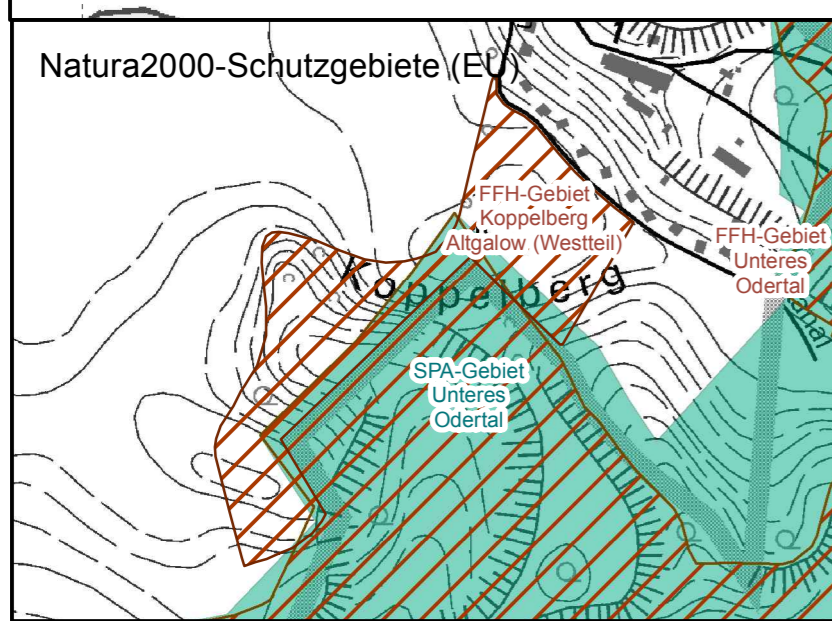 Natura2000-Schutzgebiete (EU)
FFH-Gebiet
Koppelberg
Altgalow (Westteil)
FFH-Gebiet
Unteres
Odertal
Koppelberg
SPA-Gebiet
Unteres
Odertal